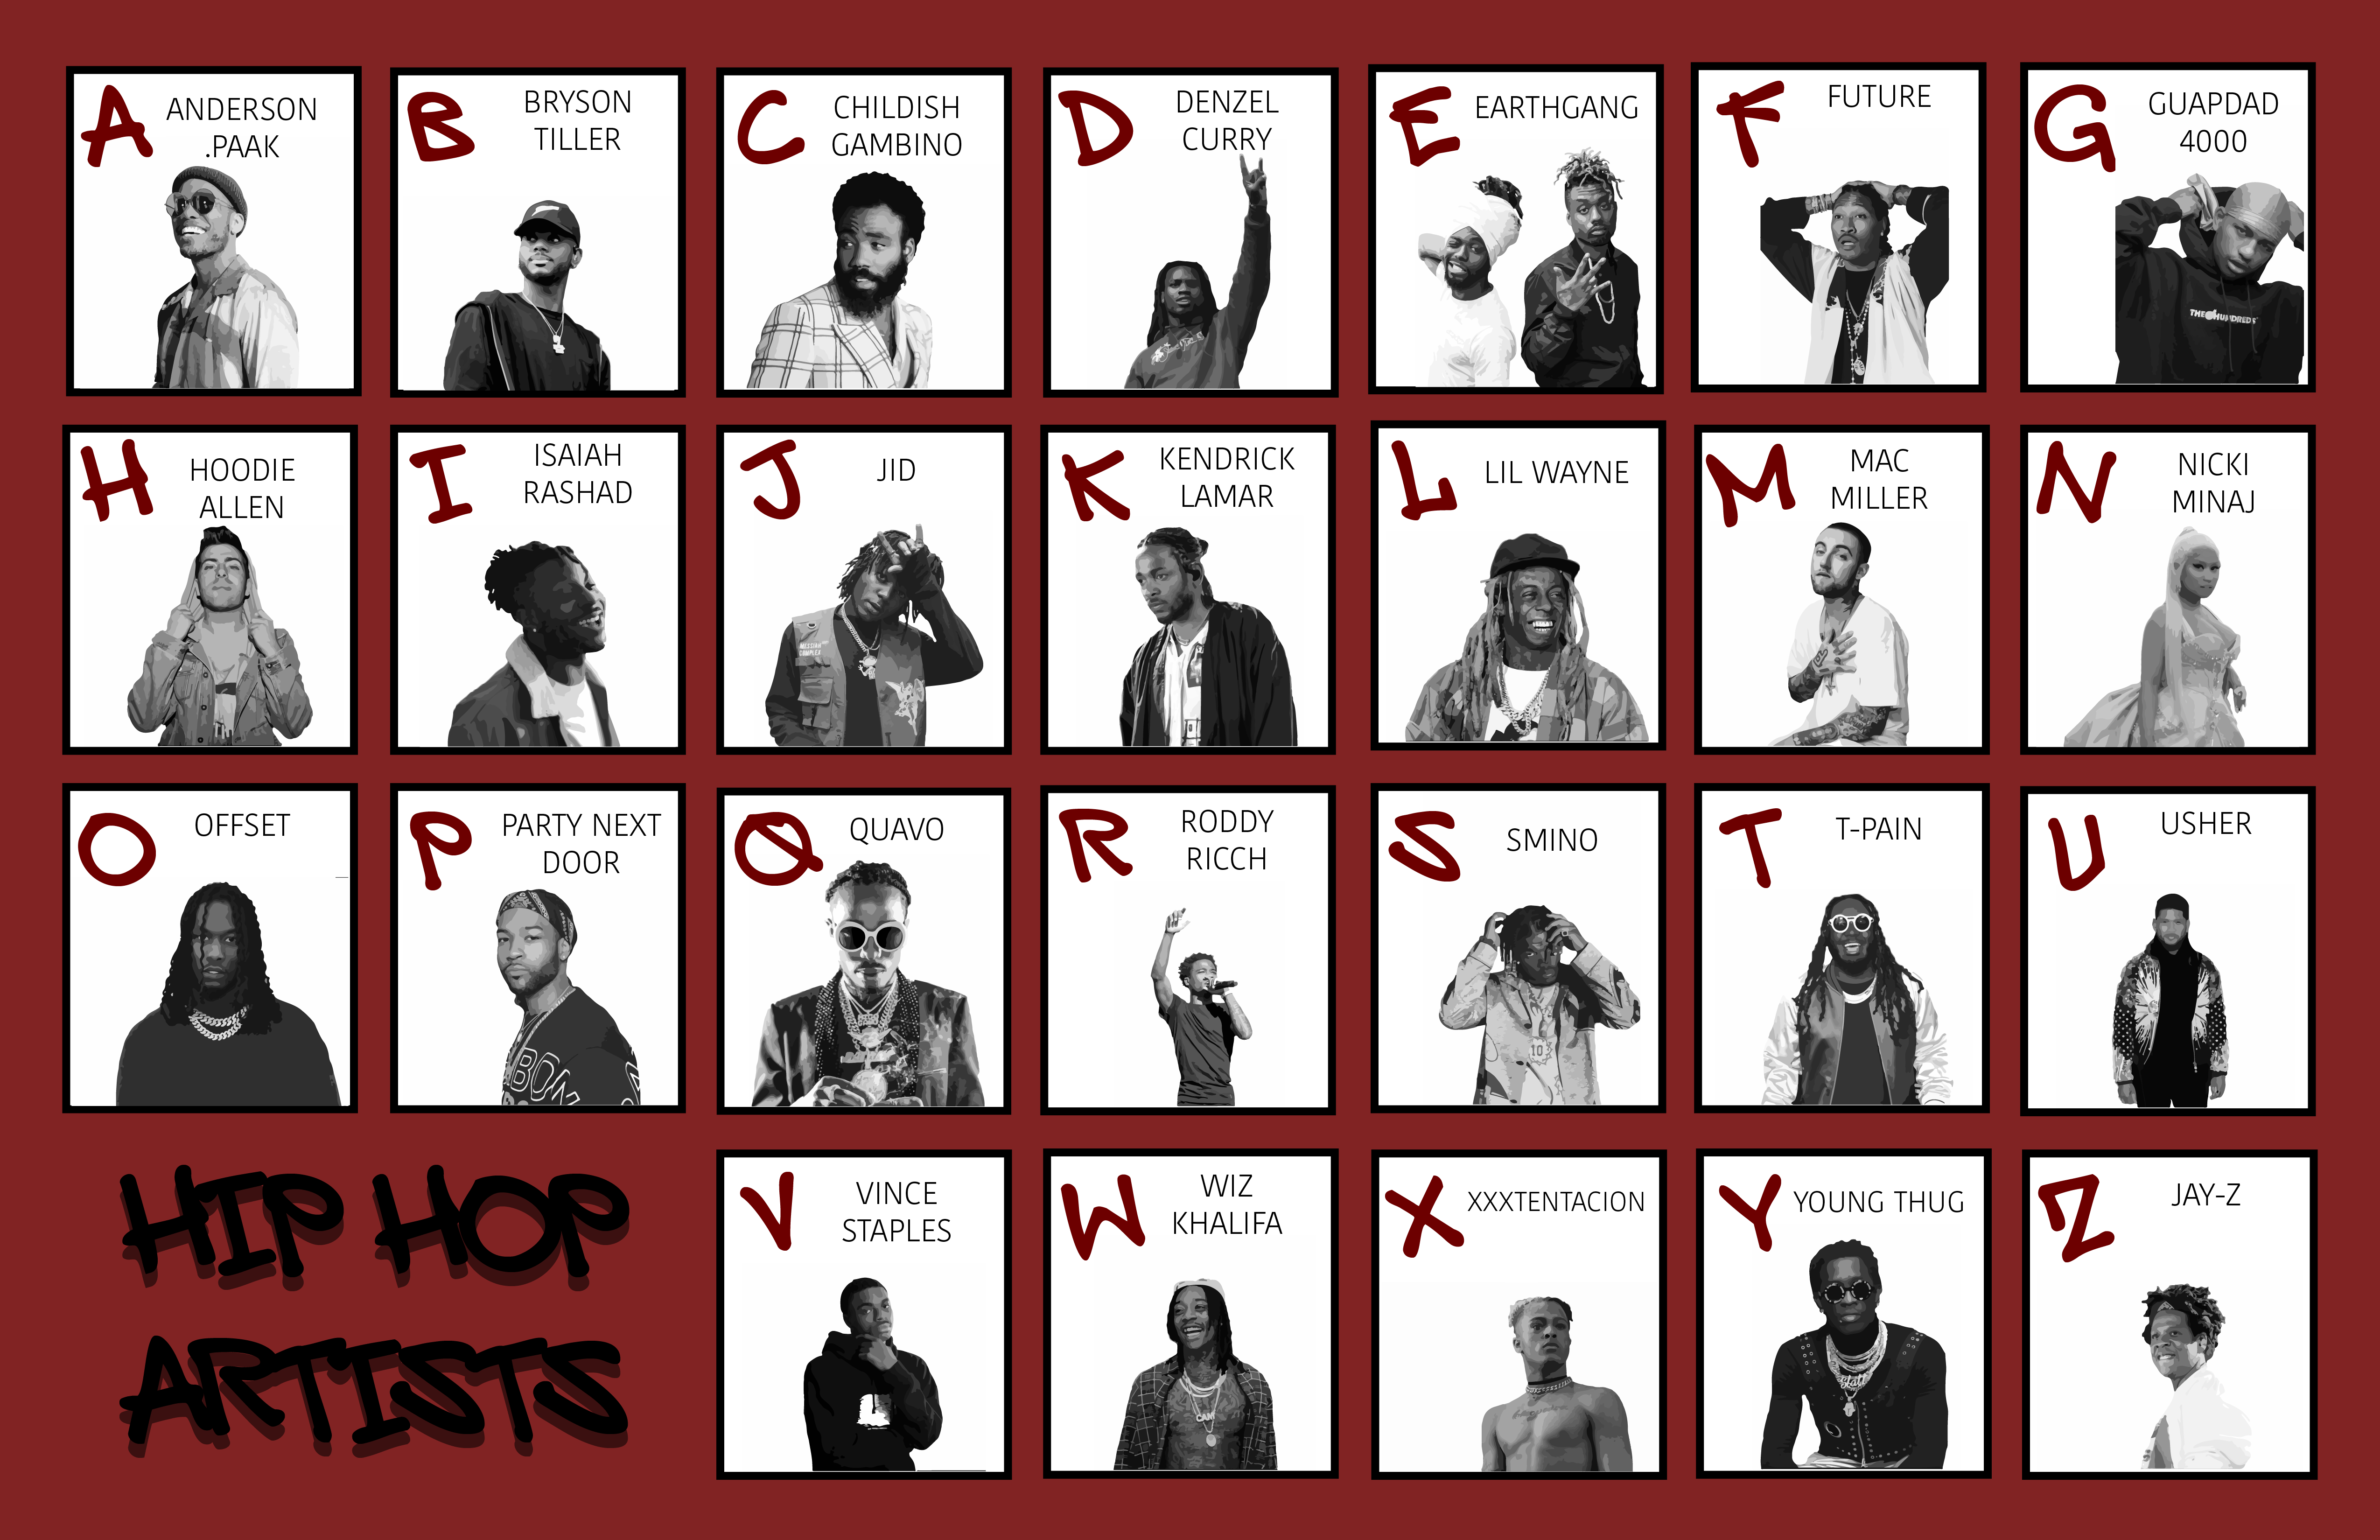 A
ANDERSON
.PAAK
B
BRYSON
TILLER
C
CHILDISH
GAMBINO
D
DENZEL
CURRY
E
EARTHGANG
F
FUTURE
G
GUAPDAD
4000
THE HUNDREDS
H
HOODIE
ALLEN
I
ISAIAH
RASHAD
J
JID
K
KENDRICK
LAMAR
L
LIL WAYNE
M
MAC
MILLER
N
NICKI
MINAJ
O
OFFSET
P
PARTY NEXT
DOOR
Q
QUAVO
R
RODDY
RICCH
S
SMINO
10
T
T-PAIN
U
USHER
HIP HOP
ARTISTS
V
VINCE
STAPLES
W
WIZ
KHALIFA
X
XXXTENTACION
Y
YOUNG THUG
Z
JAY-Z